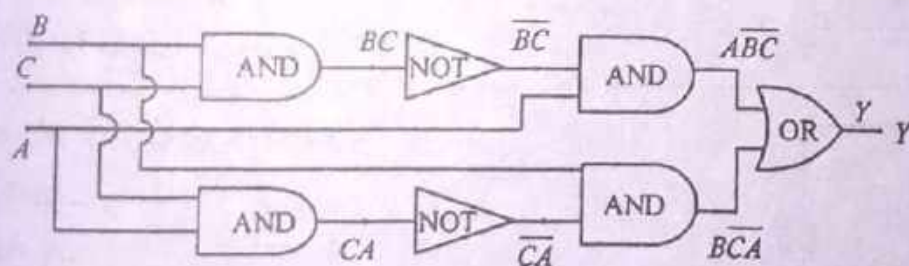 B
BC
B̅C̅
AB̅C̅
C
AND
NOT
AND
Y
Y
A
OR
AND
NOT
AND
CA
C̅A̅
BC̅A̅